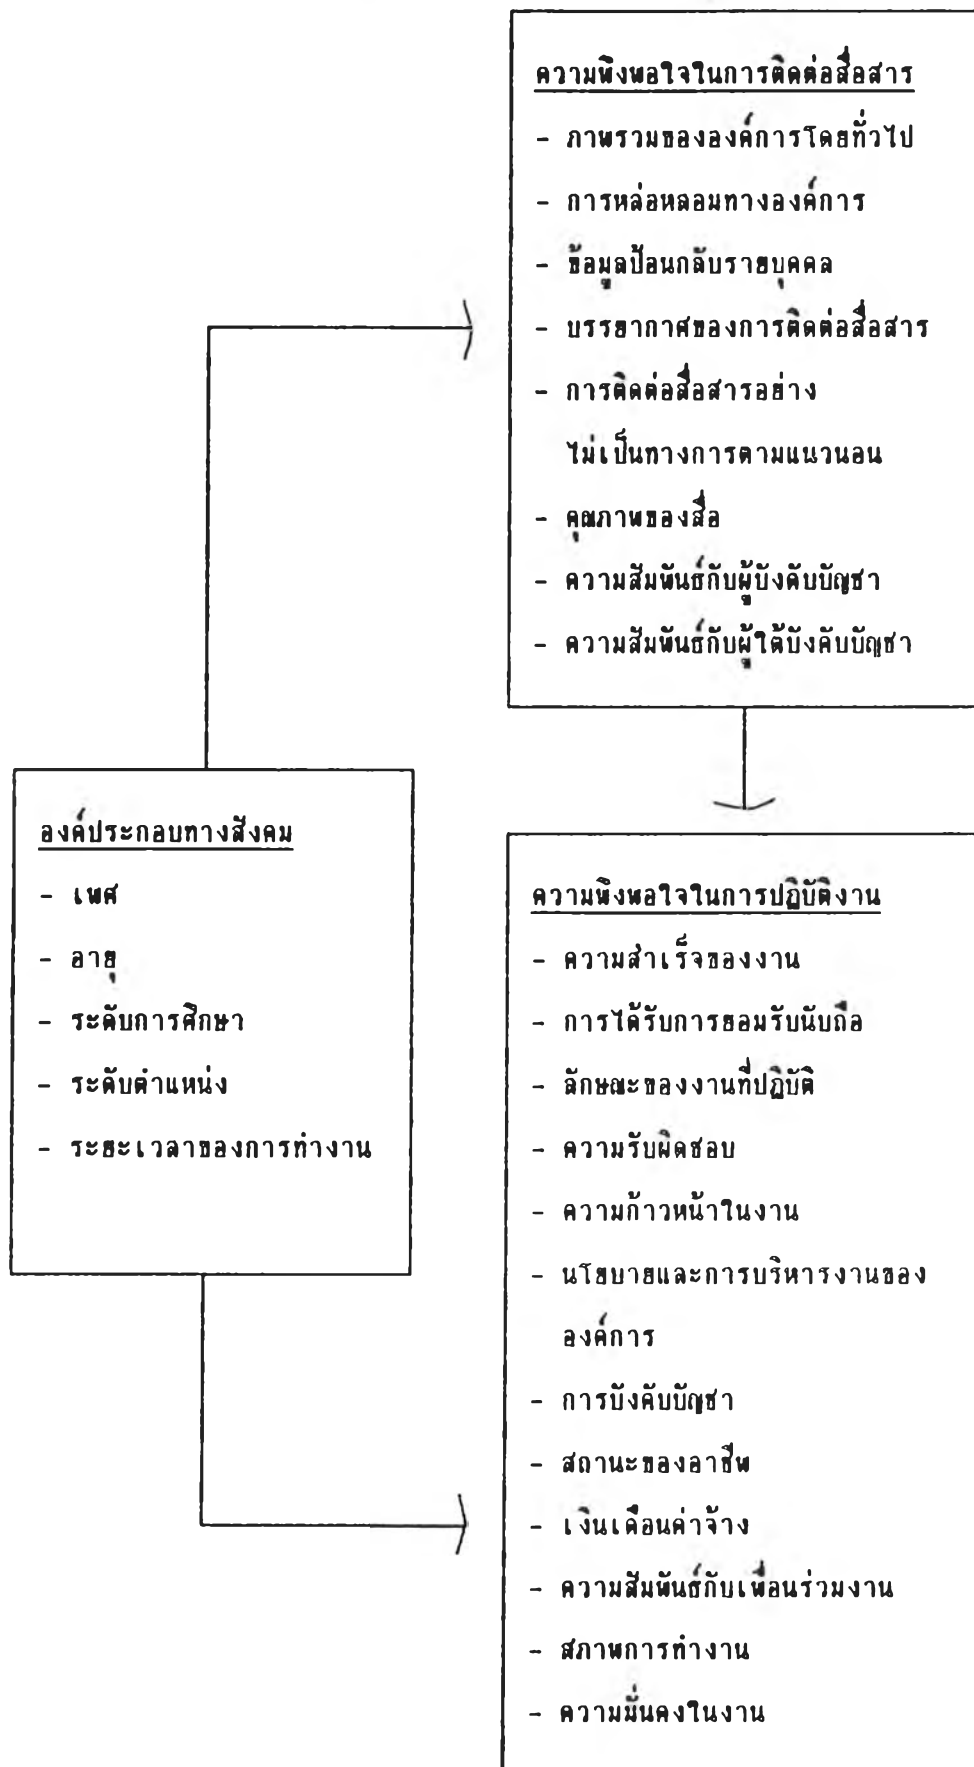 ความพึงพอใจในการติดต่อสื่อสาร
- ภาพรวมขององค์การโดยทั่วไป
- การหล่อหลอมทางองค์การ
- ข้อมูลป้อนกลับรายบุคคล
- บรรยากาศของการติดต่อสื่อสาร
- การติดต่อสื่อสารอย่าง
ไม่เป็นทางการตามแนวนอน
- คุณภาพของสื่อ
- ความสัมพันธ์กับผู้บังคับบัญชา
- ความสัมพันธ์กับผู้ใต้บังคับบัญชา
องค์ประกอบทางสังคม
- เพศ
- อายุ
- ระดับการศึกษา
- ระดับตำแหน่ง
- ระยะเวลาของการทำงาน
ความพึงพอใจในการปฏิบัติงาน
- ความสำเร็จของงาน
- การได้รับการยอมรับนับถือ
- ลักษณะของงานที่ปฏิบัติ
- ความรับผิดชอบ
- ความก้าวหน้าในงาน
- นโยบายและการบริหารงานของ
องค์การ
- การบังคับบัญชา
- สถานะของอาชีพ
- เงินเดือนค่าจ้าง
- ความสัมพันธ์กับเพื่อนร่วมงาน
- สภาพการทำงาน
- ความมั่นคงในงาน